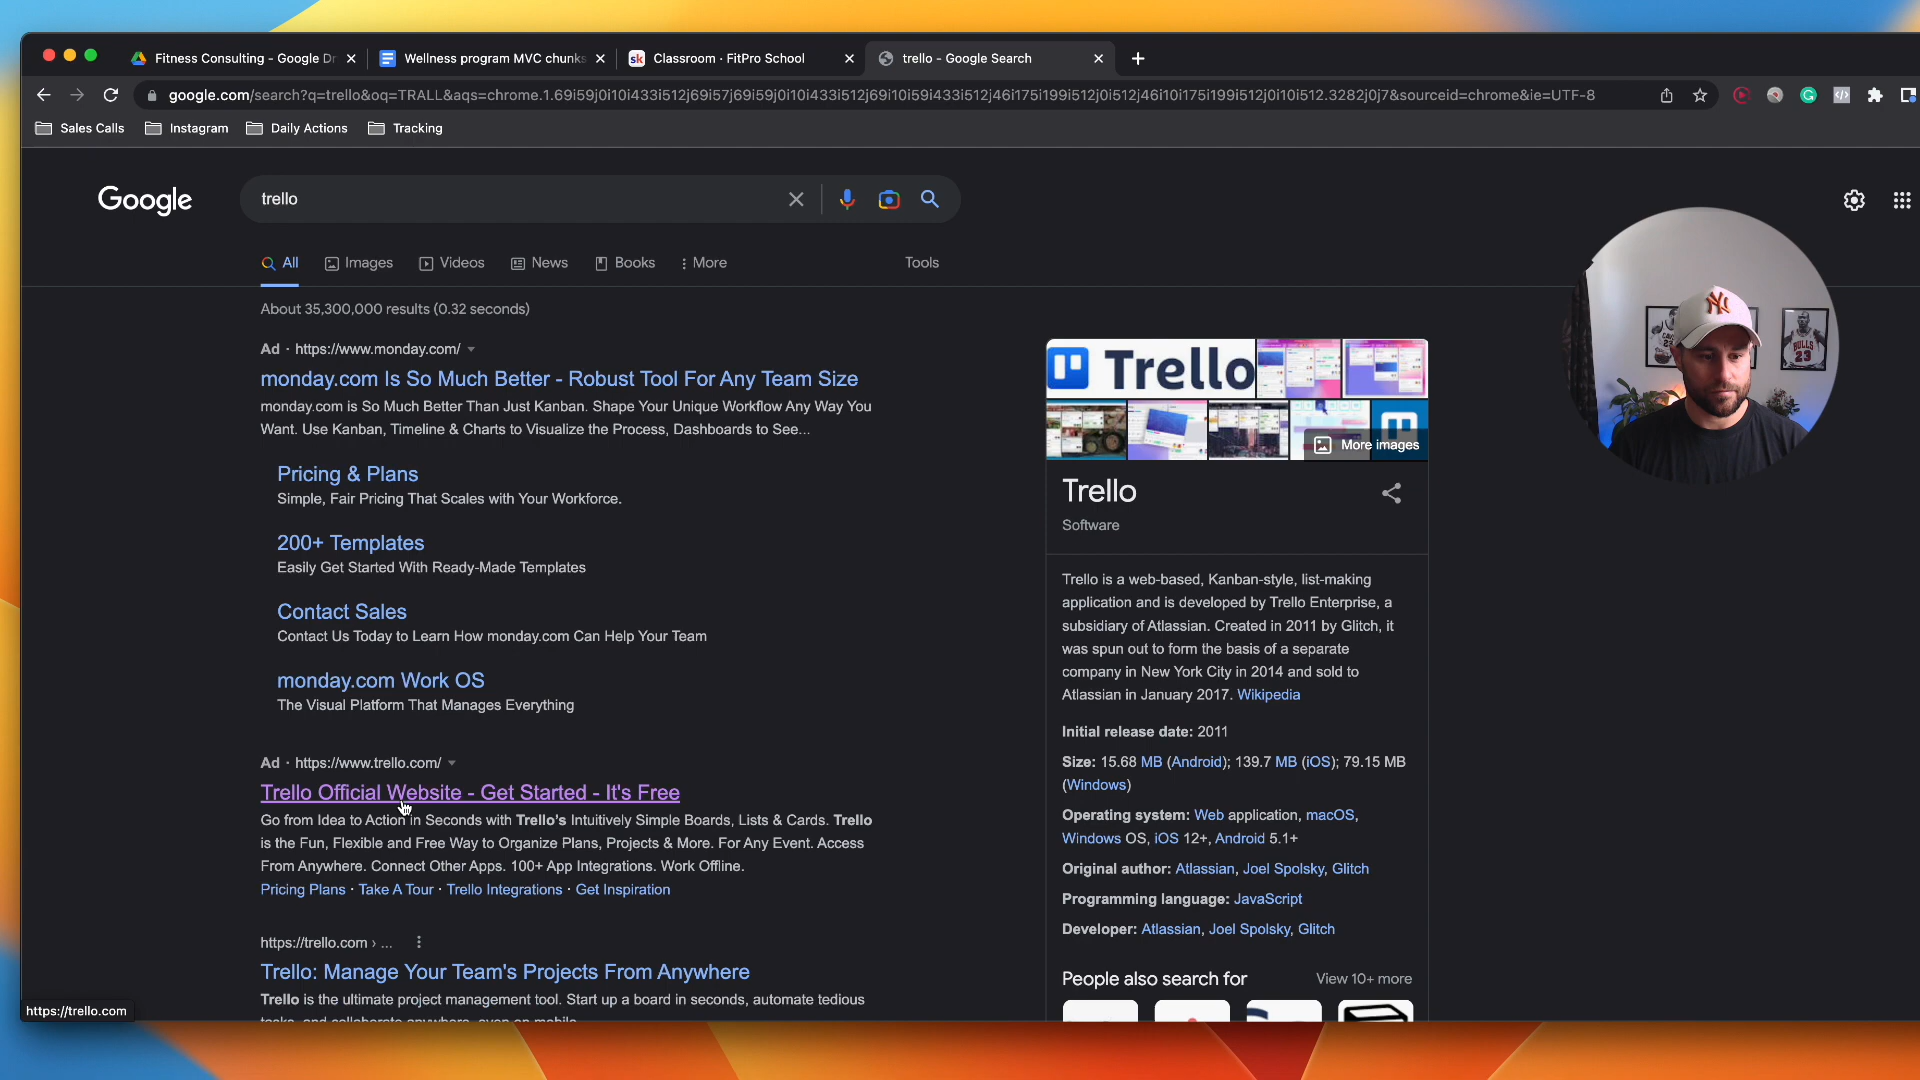 Fitness Consulting - Google Dr
Wellness program MVC chunks
sk Classroom · FitPro School
trello - Google Search
google.com/search?q=trello&oq=TRALL&aqs=chrome.1.69i59j0i10i433i512j69i57j69i59j0i10i433i512j69i10i59i433i512j46i175i199i512j0i512j46i10i175i199i512j0i10i512.3282j0j7&sourceid=chrome&ie=UTF-8
Sales Calls
Instagram
Daily Actions
Tracking
Google
trello
All
Images
Videos
News
Books
More
Tools
About 35,300,000 results (0.32 seconds)
Ad · https://www.monday.com/
monday.com Is So Much Better - Robust Tool For Any Team Size
monday.com is So Much Better Than Just Kanban. Shape Your Unique Workflow Any Way You
Want. Use Kanban, Timeline & Charts to Visualize the Process, Dashboards to See...
Pricing & Plans
Simple, Fair Pricing That Scales with Your Workforce.
200+ Templates
Easily Get Started With Ready-Made Templates
Contact Sales
Contact Us Today to Learn How monday.com Can Help Your Team
monday.com Work OS
The Visual Platform That Manages Everything
Ad · https://www.trello.com/
Trello Official Website - Get Started - It's Free
Go from Idea to Action in Seconds with Trello's Intuitively Simple Boards, Lists & Cards. Trello
is the Fun, Flexible and Free Way to Organize Plans, Projects & More. For Any Event. Access
From Anywhere. Connect Other Apps. 100+ App Integrations. Work Offline.
Pricing Plans · Take A Tour · Trello Integrations · Get Inspiration
https://trello.com › ...
Trello: Manage Your Team's Projects From Anywhere
Trello is the ultimate project management tool. Start up a board in seconds, automate tedious
tasks, and collaborate anywhere, even on mobile.
https://trello.com
Trello
More images
Trello
Software
Trello is a web-based, Kanban-style, list-making
application and is developed by Trello Enterprise, a
subsidiary of Atlassian. Created in 2011 by Glitch, it
was spun out to form the basis of a separate
company in New York City in 2014 and sold to
Atlassian in January 2017. Wikipedia
Initial release date: 2011
Size: 15.68 MB (Android); 139.7 MB (iOS); 79.15 MB
(Windows)
Operating system: Web application, macOS,
Windows OS, iOS 12+, Android 5.1+
Original author: Atlassian, Joel Spolsky, Glitch
Programming language: JavaScript
Developer: Atlassian, Joel Spolsky, Glitch
People also search for
View 10+ more
BULLS
23